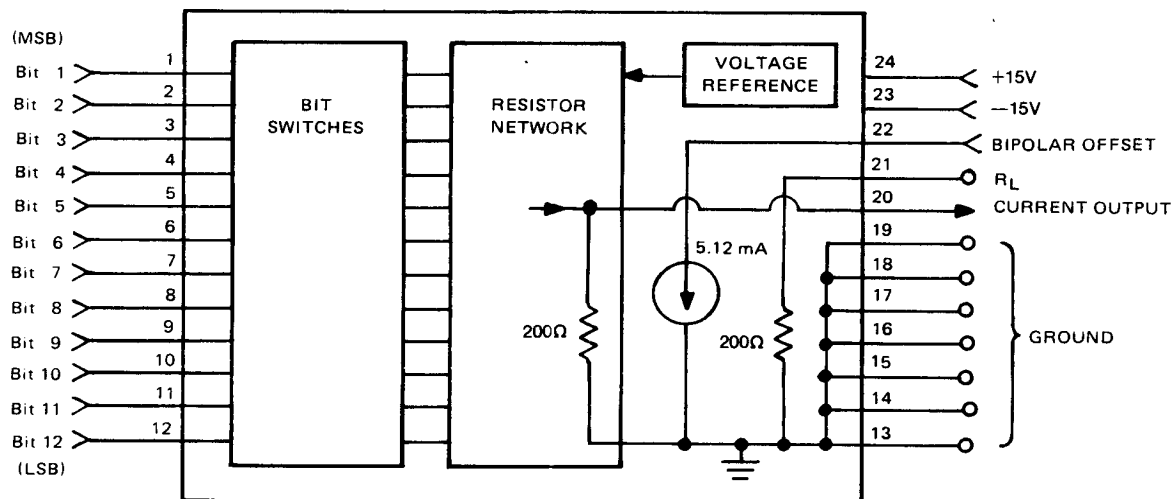 (MSB)
Bit 1
Bit 2
Bit 3
Bit 4
Bit 5
Bit 6
Bit 7
Bit 8
Bit 9
Bit 10
Bit 11
Bit 12
(LSB)
1
2
3
4
5
6
7
8
9
10
11
12
BIT
SWITCHES
RESISTOR
NETWORK
200Ω
VOLTAGE
REFERENCE
5.12 mA
200Ω
24
23
22
21
20
19
18
17
16
15
14
13
+15V
—15V
BIPOLAR OFFSET
RL
CURRENT OUTPUT
GROUND